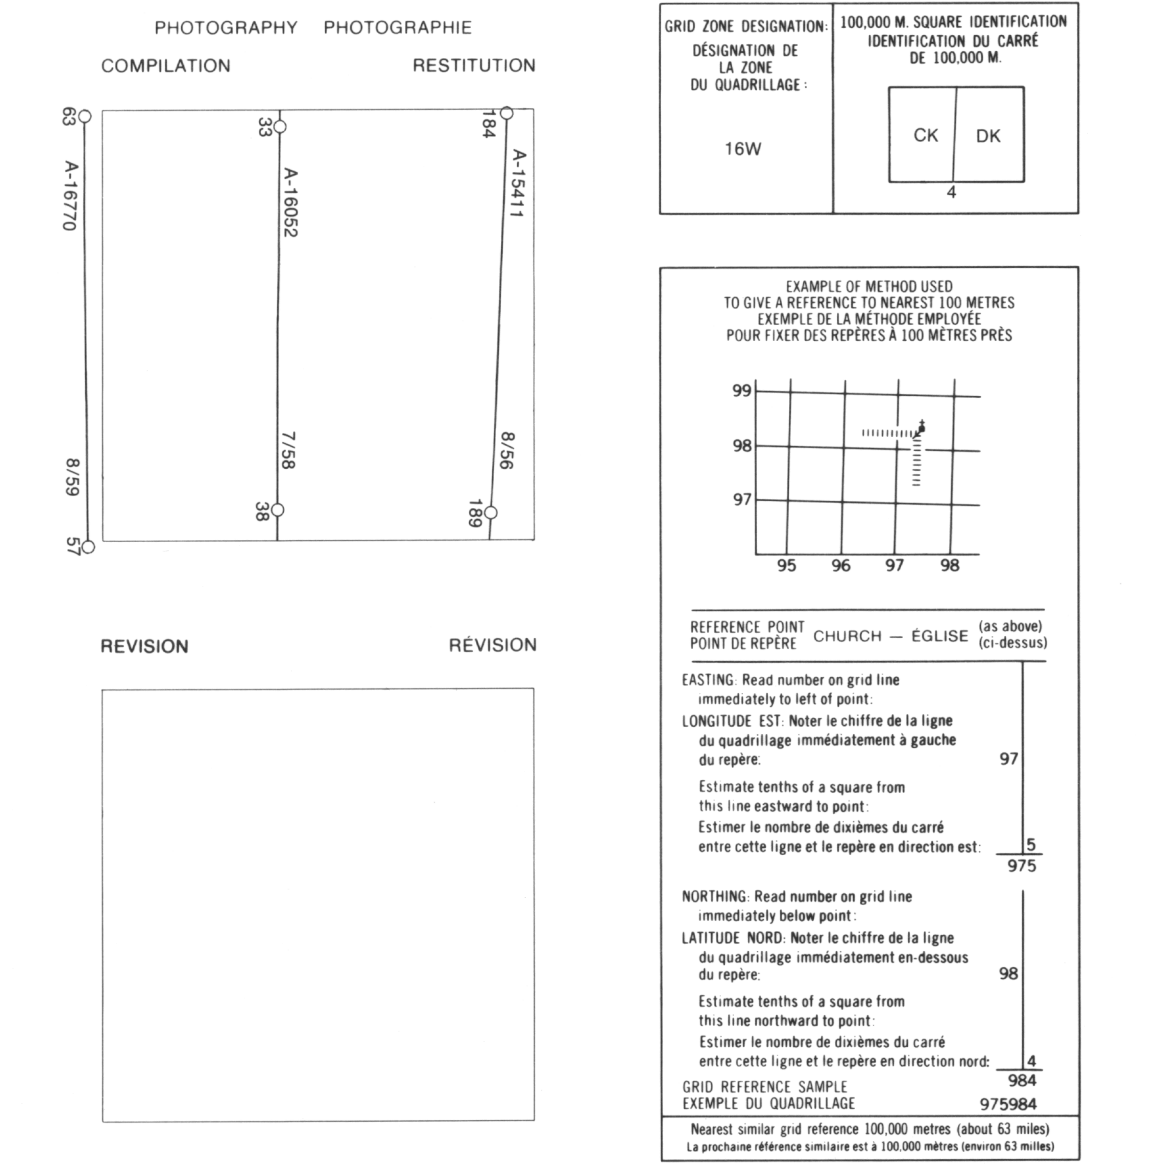 PHOTOGRAPHY PHOTOGRAPHIE
COMPILATION RESTITUTION
63
A-16770
8/59
57
33
A-16052
7/58
38
184
A-15411
8/56
189
REVISION RÉVISION
GRID ZONE DESIGNATION:
DÉSIGNATION DE
LA ZONE
DU QUADRILLAGE :
16W
100,000 M. SQUARE IDENTIFICATION
IDENTIFICATION DU CARRÉ
DE 100,000 M.
CK DK
4
EXAMPLE OF METHOD USED
TO GIVE A REFERENCE TO NEAREST 100 METRES
EXEMPLE DE LA MÉTHODE EMPLOYÉE
POUR FIXER DES REPÈRES À 100 MÈTRES PRÈS
99
98
97
95 96 97 98
REFERENCE POINT
POINT DE REPÈRE
CHURCH — ÉGLISE
(as above)
(ci-dessus)
EASTING: Read number on grid line
immediately to left of point:
LONGITUDE EST: Noter le chiffre de la ligne
du quadrillage immédiatement à gauche
du repère: 97
Estimate tenths of a square from
this line eastward to point:
Estimer le nombre de dixièmes du carré
entre cette ligne et le repère en direction est: 5
975
NORTHING: Read number on grid line
immediately below point:
LATITUDE NORD: Noter le chiffre de la ligne
du quadrillage immédiatement en-dessous
du repère: 98
Estimate tenths of a square from
this line northward to point:
Estimer le nombre de dixièmes du carré
entre cette ligne et le repère en direction nord: 4
984
GRID REFERENCE SAMPLE
EXEMPLE DU QUADRILLAGE 975984
Nearest similar grid reference 100,000 metres (about 63 miles)
La prochaine référence similaire est à 100,000 mètres (environ 63 milles)